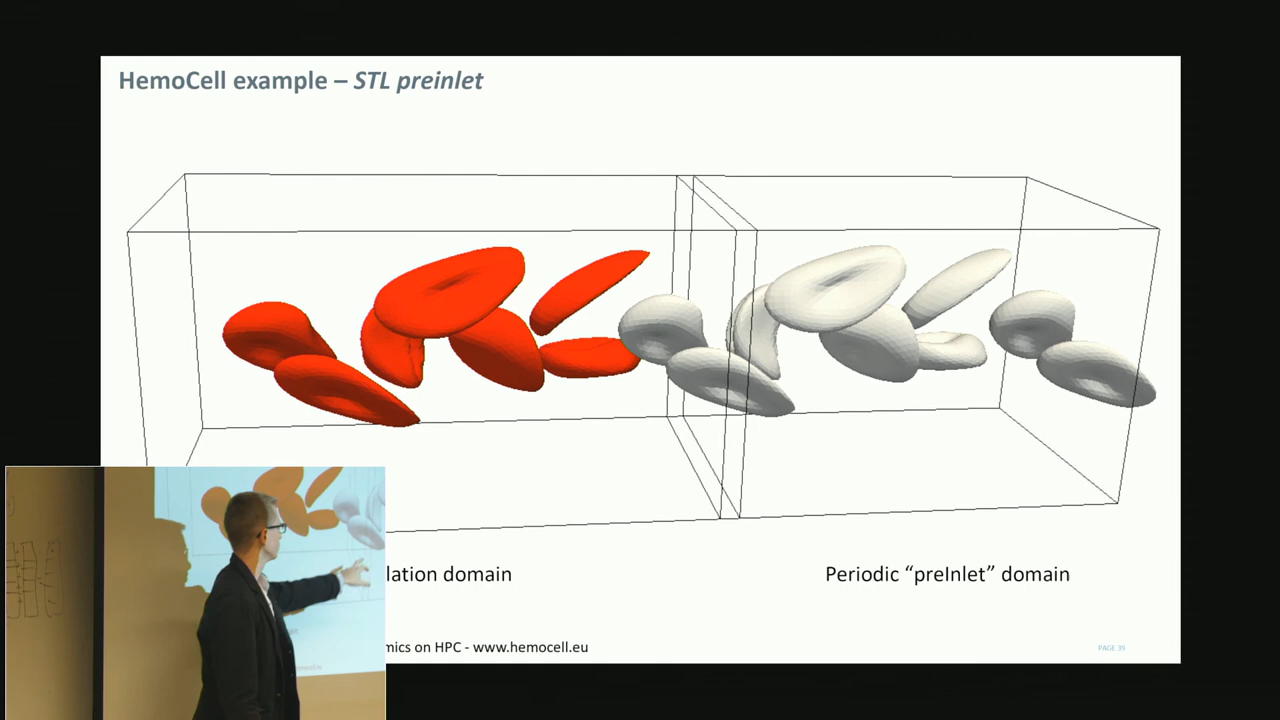 HemoCell example – STL preinlet
lation domain
Periodic “preInlet” domain
mics on HPC - www.hemocell.eu
PAGE 39